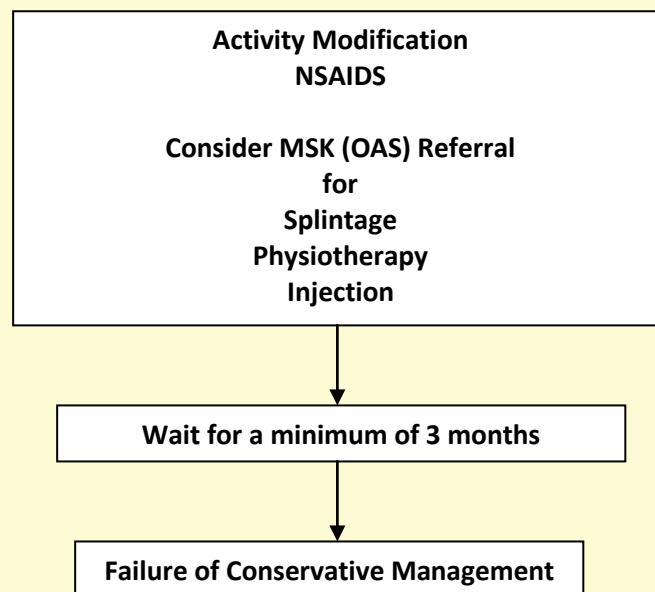 Activity Modification
NSAIDS
Consider MSK (OAS) Referral
for
Splintage
Physiotherapy
Injection
Wait for a minimum of 3 months
Failure of Conservative Management